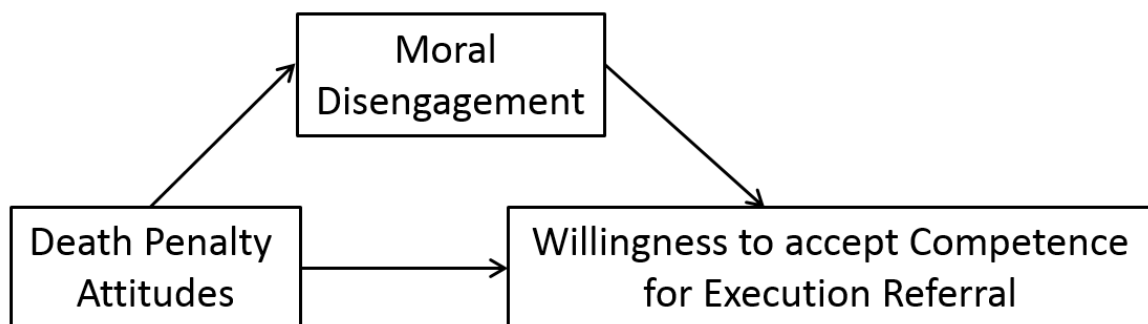 Moral
Disengagement
Death Penalty
Attitudes
Willingness to accept Competence
for Execution Referral